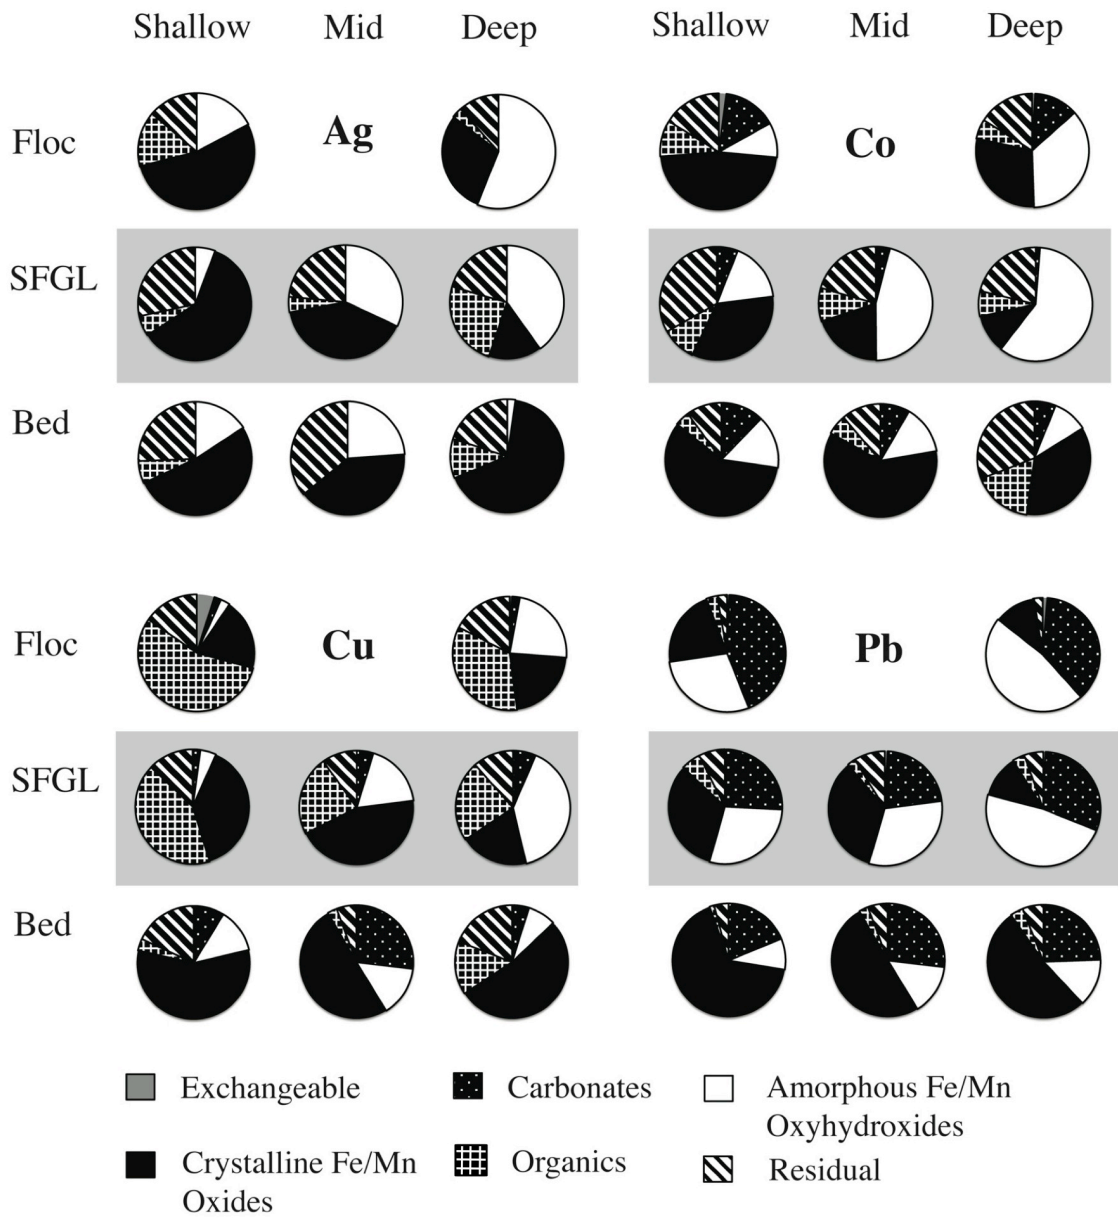 Shallow Mid Deep Shallow Mid Deep
Floc Ag Co
SFGL
Bed
Floc Cu Pb
SFGL
Bed
Exchangeable Carbonates Amorphous Fe/Mn
Oxyhydroxides
Crystalline Fe/Mn Organics Residual
Oxides